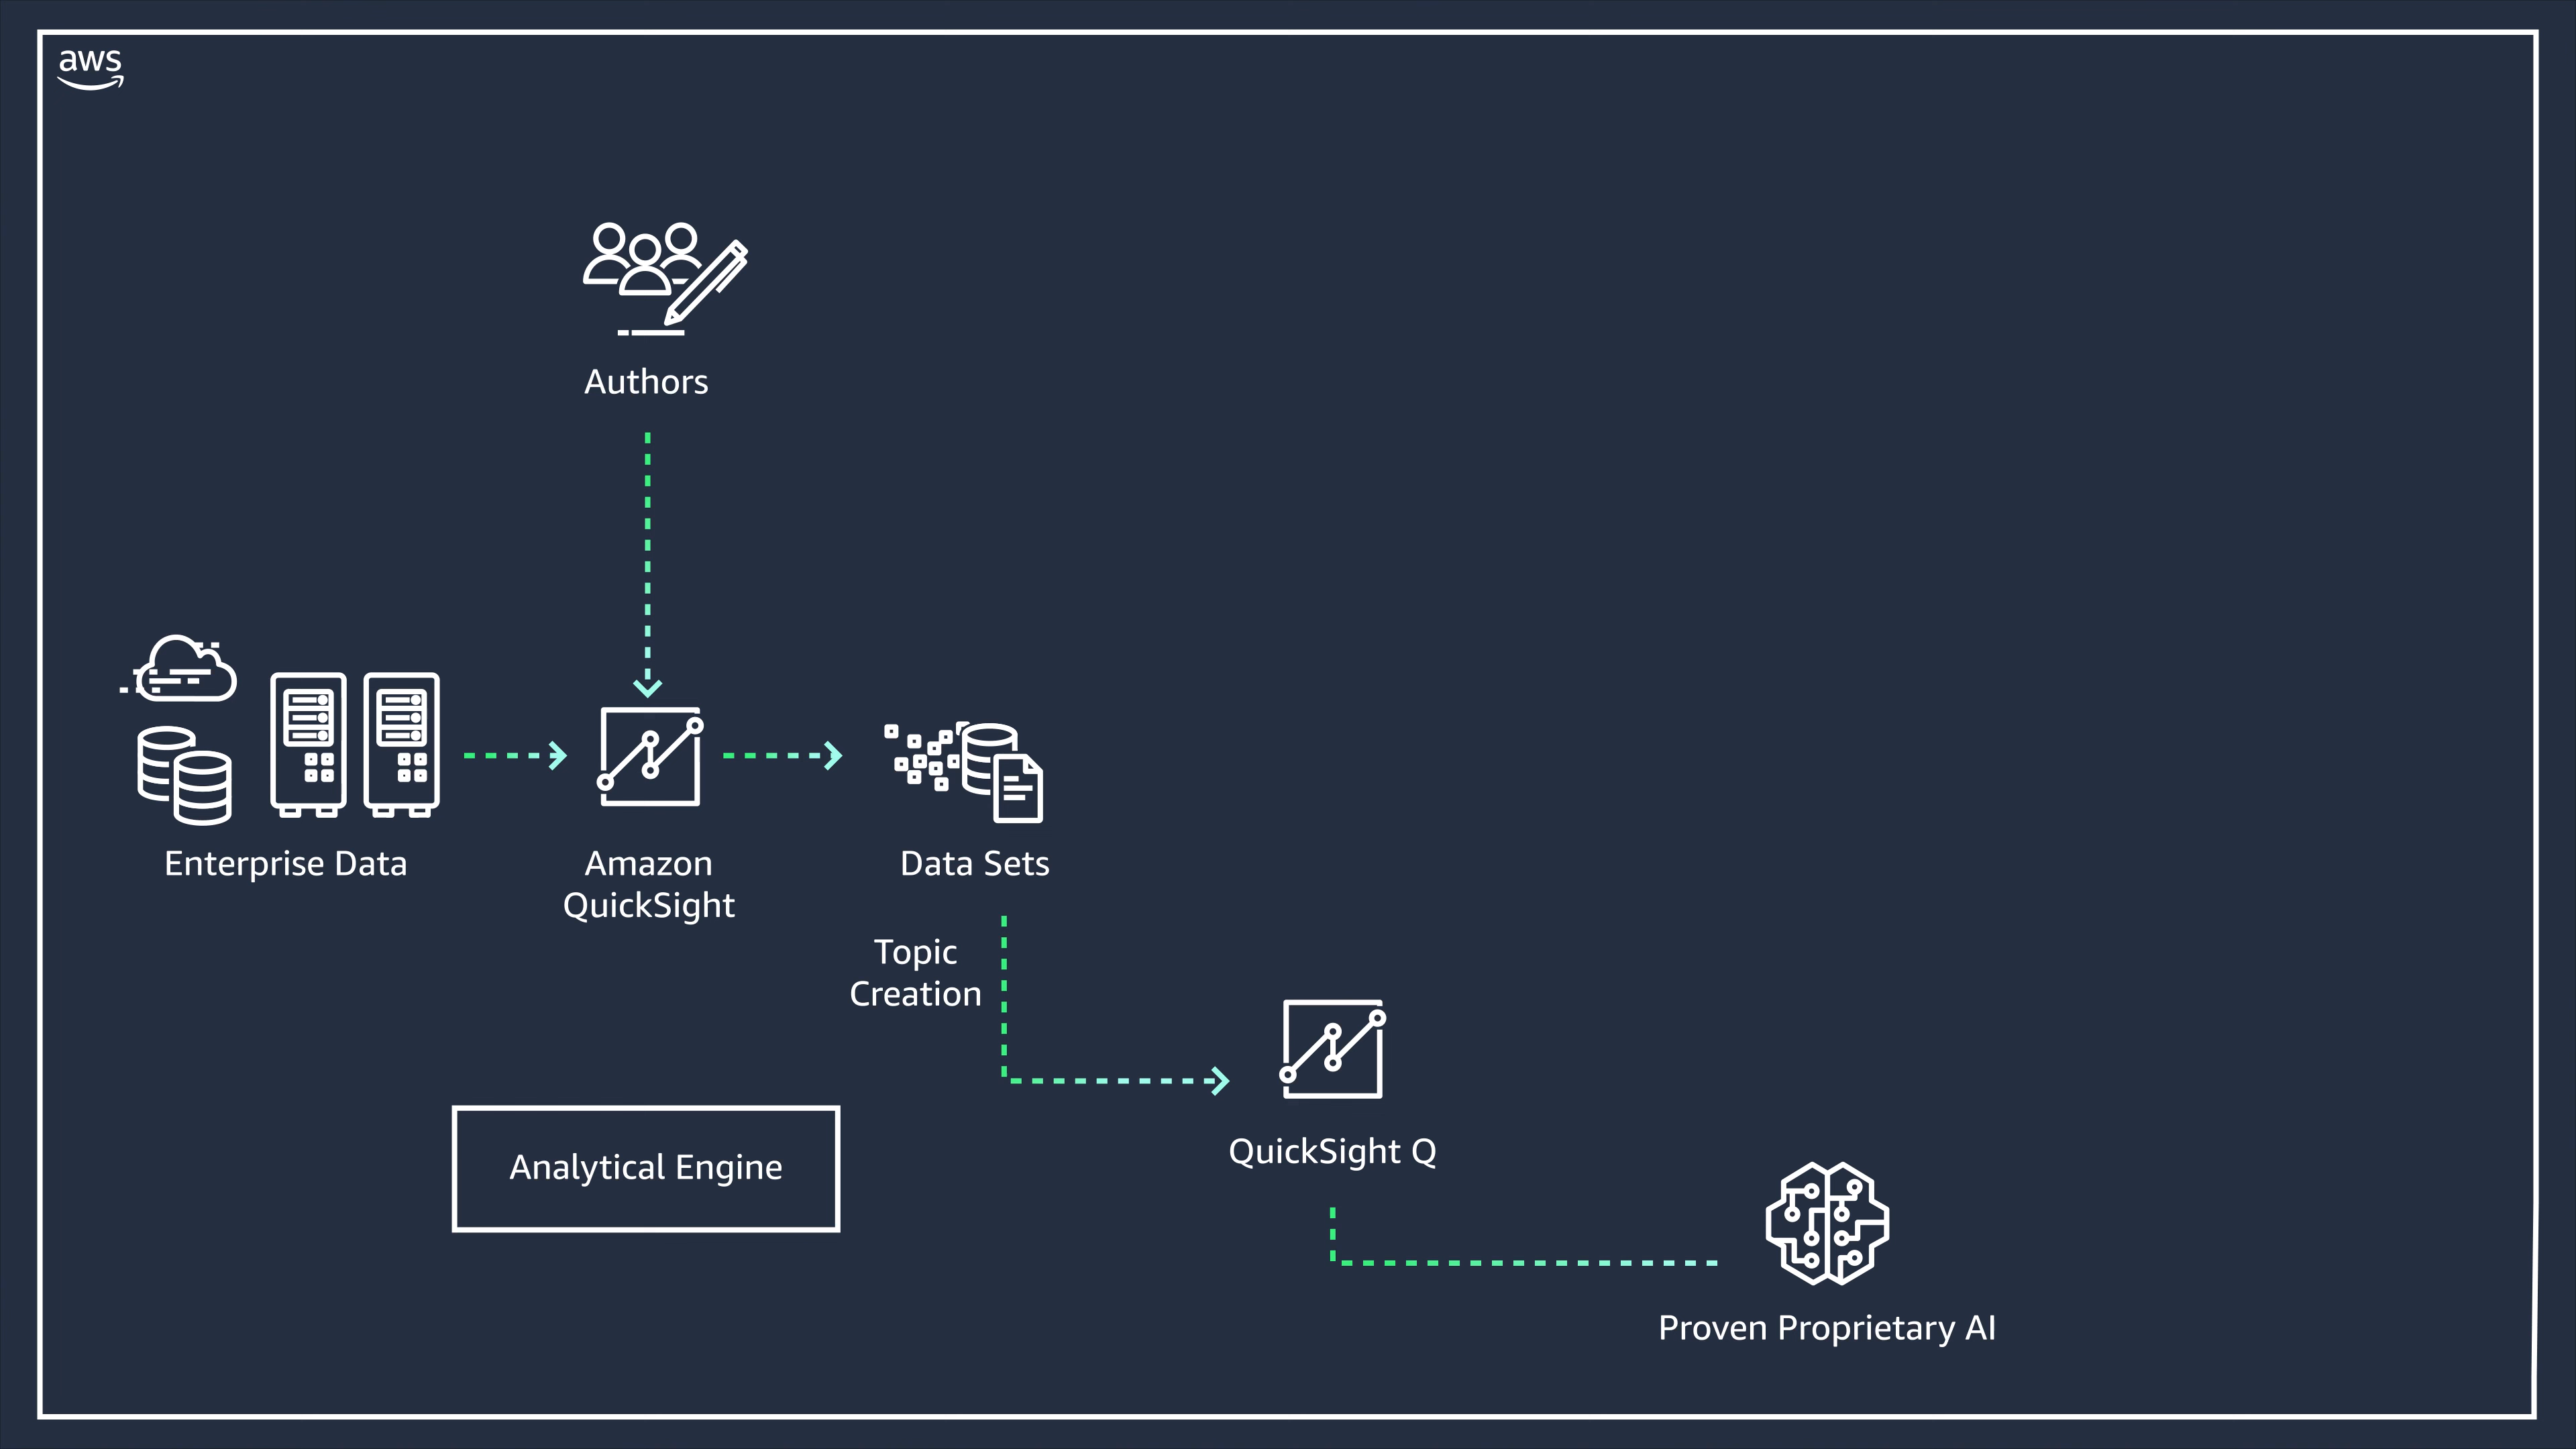 aws
Authors
Enterprise Data
Amazon
QuickSight
Data Sets
Topic
Creation
Analytical Engine
QuickSight Q
Proven Proprietary AI